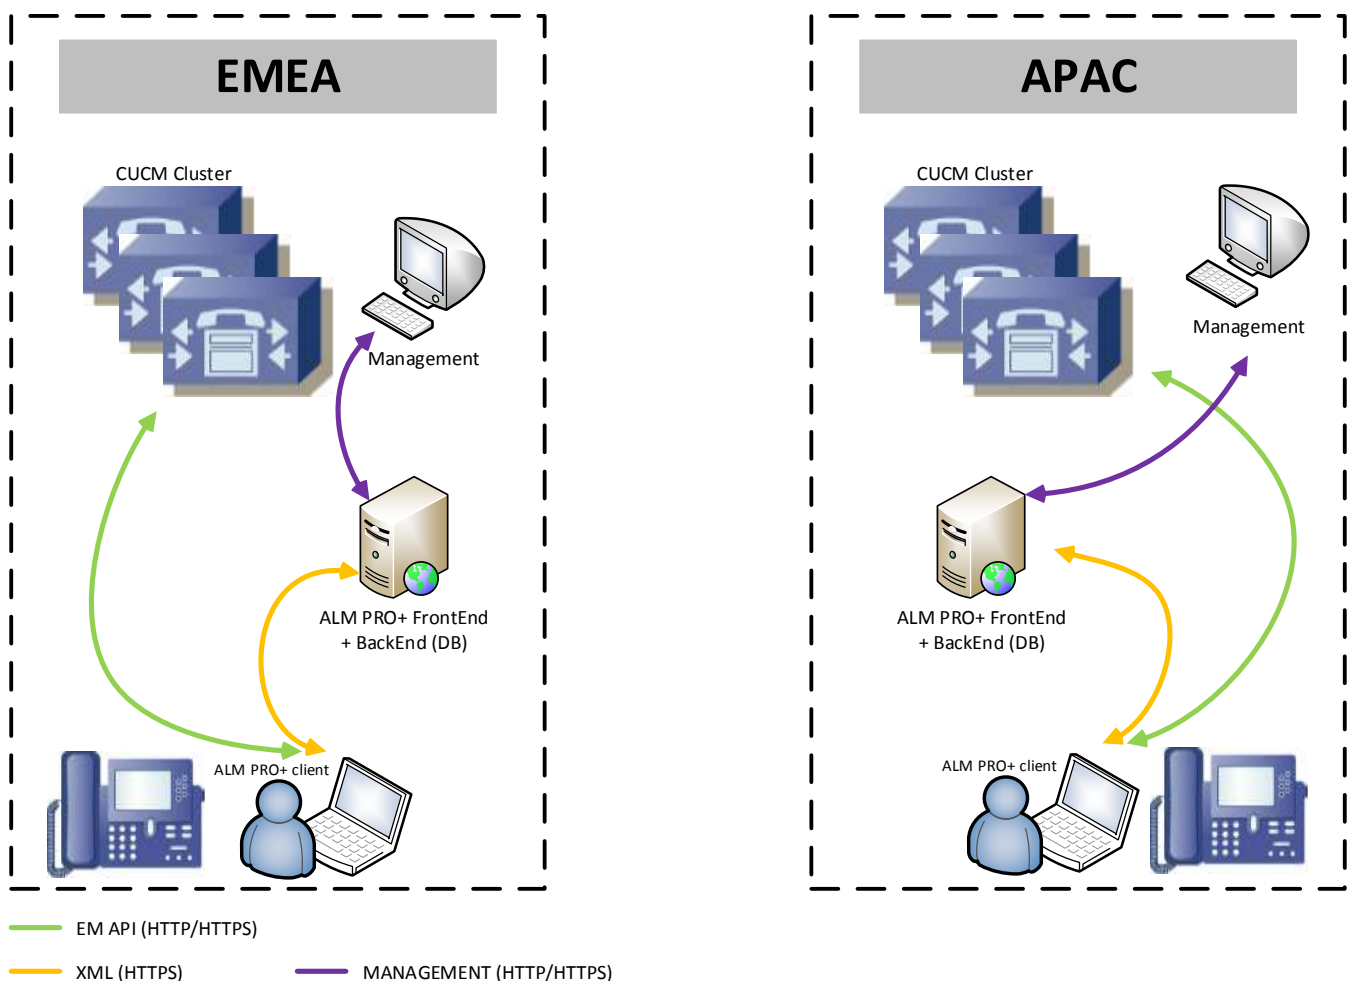 EMEA
CUCM Cluster
Management
ALM PRO+ FrontEnd
+ BackEnd (DB)
ALM PRO+ client
APAC
CUCM Cluster
Management
ALM PRO+ FrontEnd
+ BackEnd (DB)
ALM PRO+ client
EM API (HTTP/HTTPS)
XML (HTTPS)
MANAGEMENT (HTTP/HTTPS)